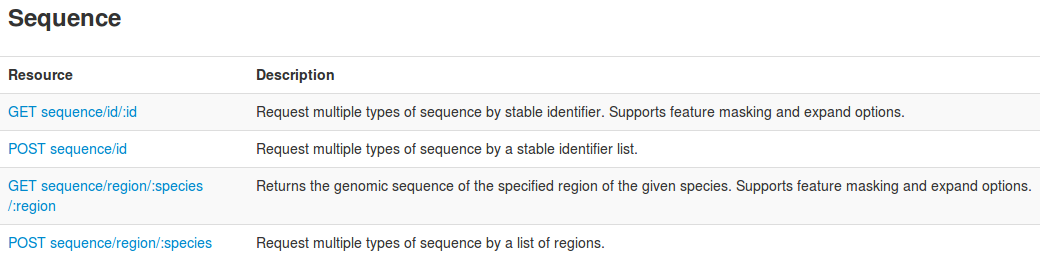 Sequence
Resource Description
GET sequence/id/:id Request multiple types of sequence by stable identifier. Supports feature masking and expand options.
POST sequence/id Request multiple types of sequence by a stable identifier list.
GET sequence/region/:species Returns the genomic sequence of the specified region of the given species. Supports feature masking and expand options.
/:region
POST sequence/region/:species Request multiple types of sequence by a list of regions.